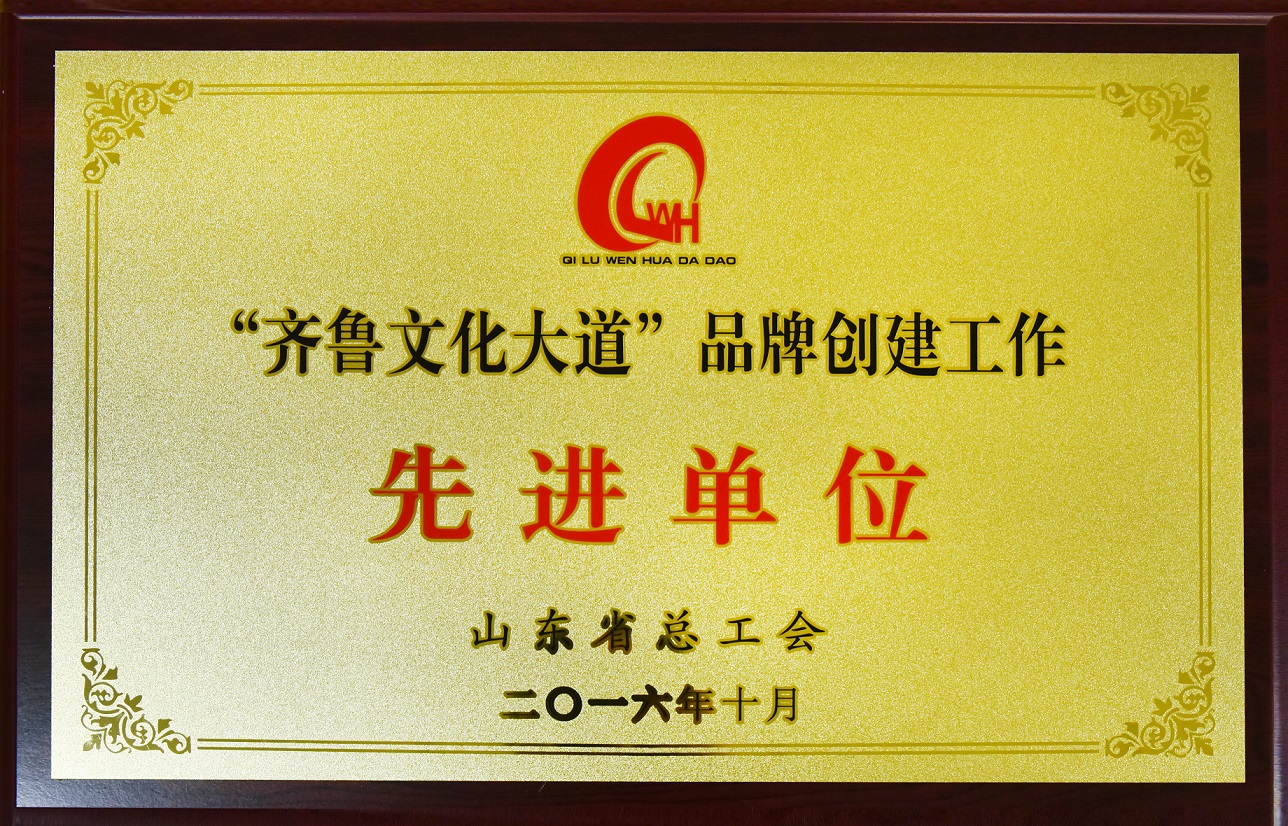 WH
QI LU WEN HUA DA DAO
“齐鲁文化大道”品牌创建工作
先进单位
山东省总工会
二〇一六年十月